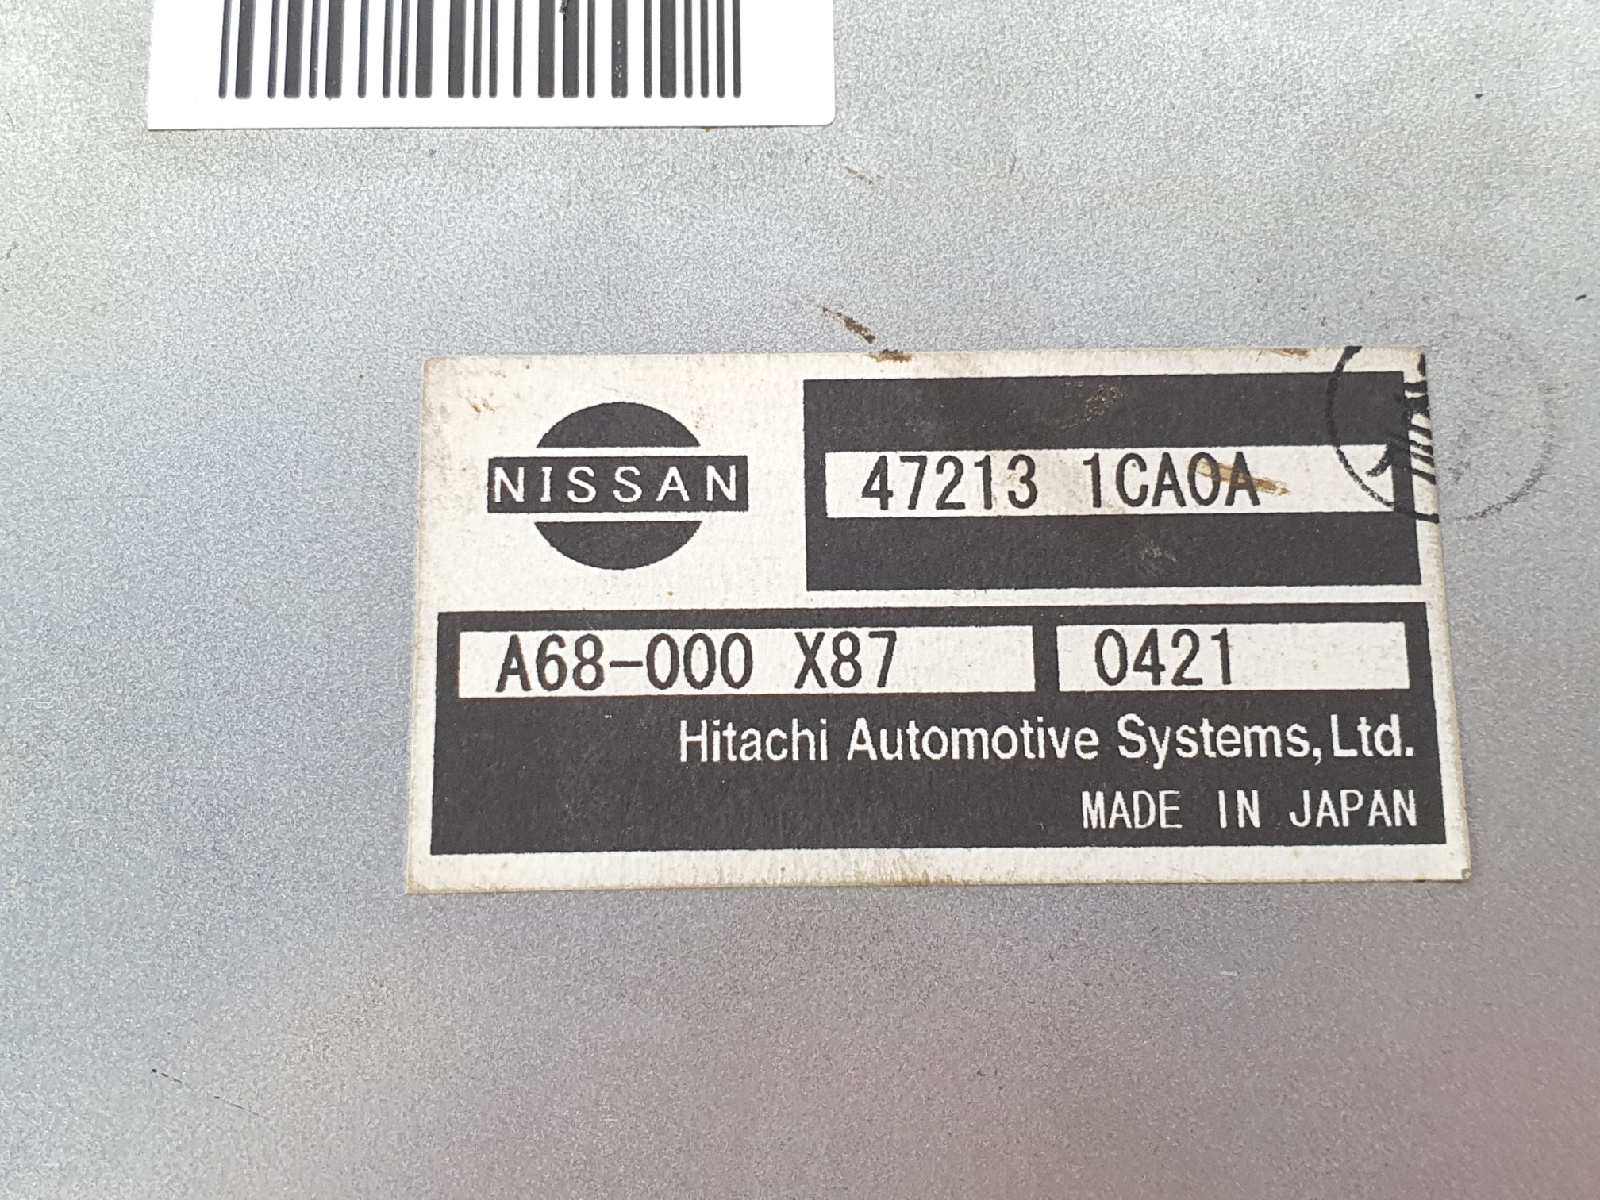 NISSAN
47213 1CA0A
A68-000 X87
0421
Hitachi Automotive Systems, Ltd.
MADE IN JAPAN